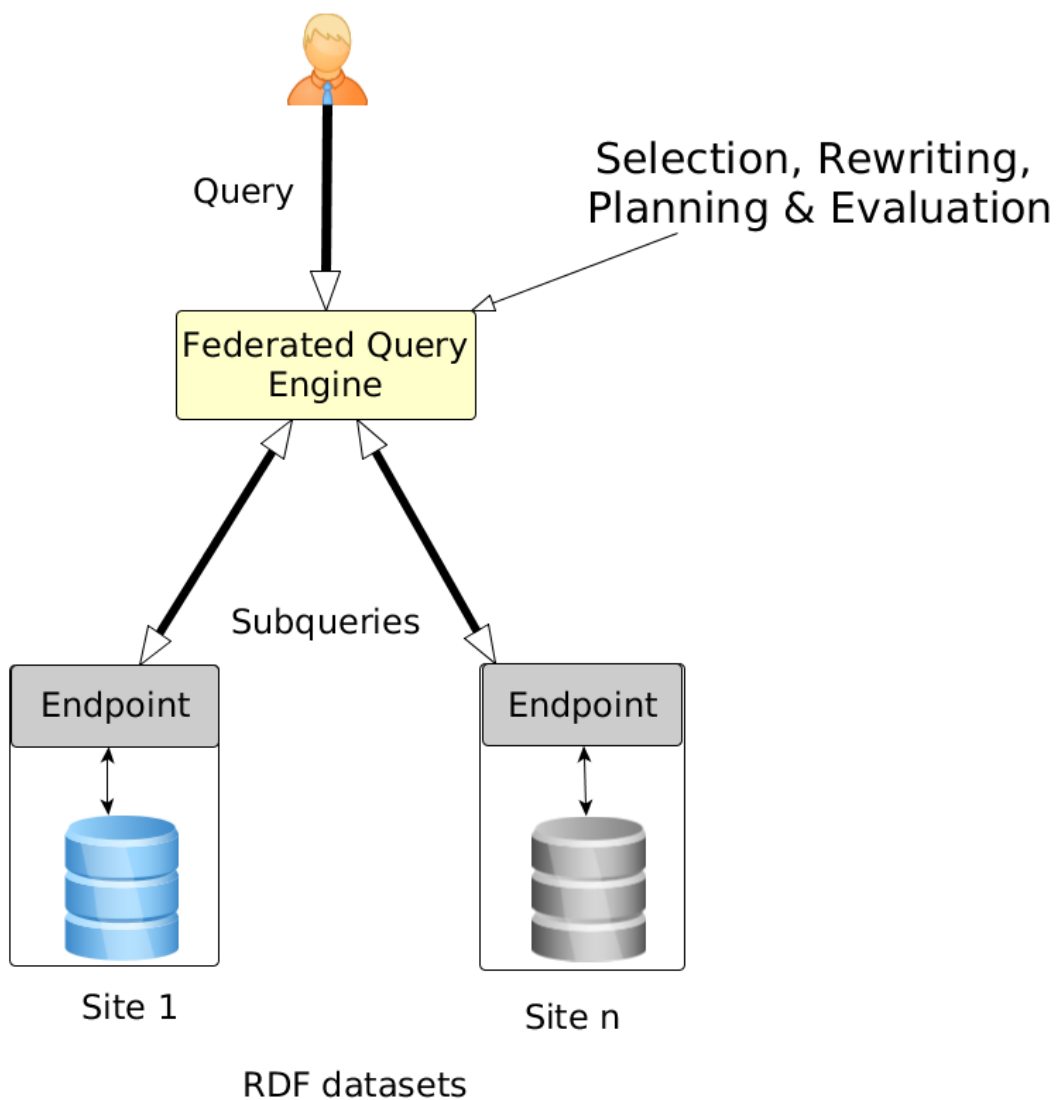 Query
Selection, Rewriting,
Planning & Evaluation
Federated Query
Engine
Subqueries
Endpoint
Endpoint
Site 1
Site n
RDF datasets